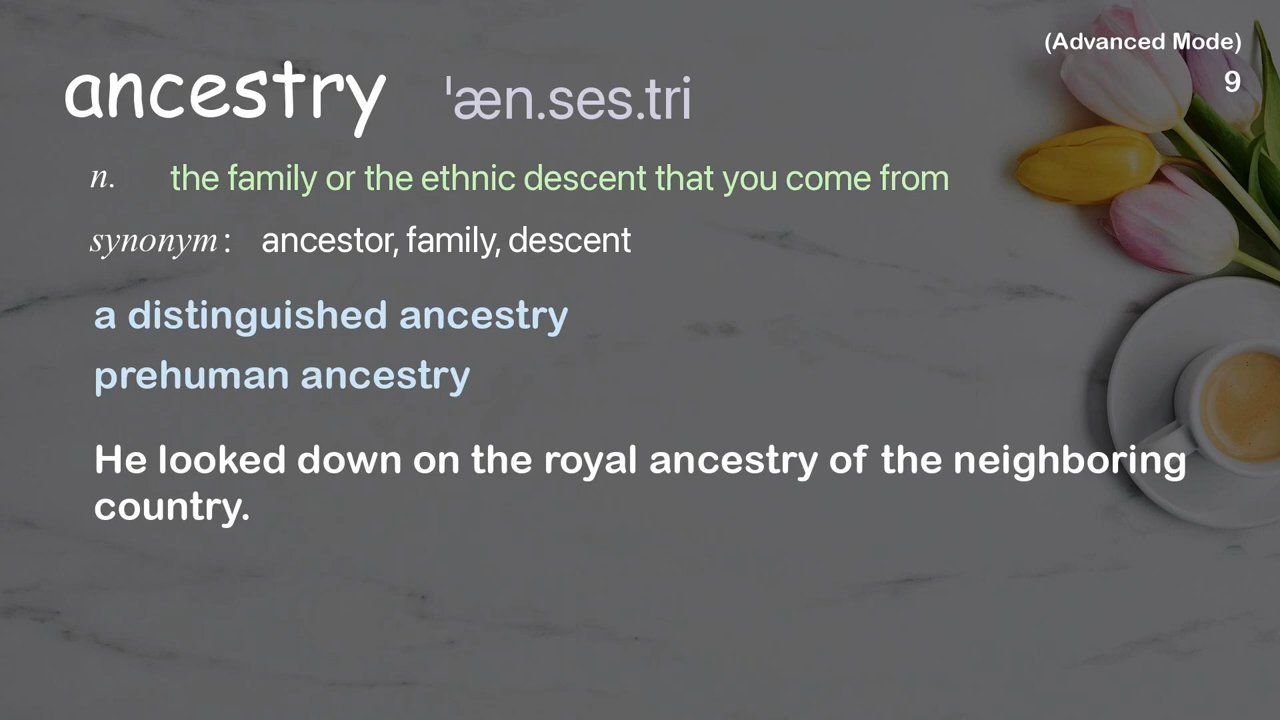 (Advanced Mode)
9
ancestry ˈæn.ses.tri
n. the family or the ethnic descent that you come from
synonym : ancestor, family, descent
a distinguished ancestry
prehuman ancestry
He looked down on the royal ancestry of the neighboring
country.